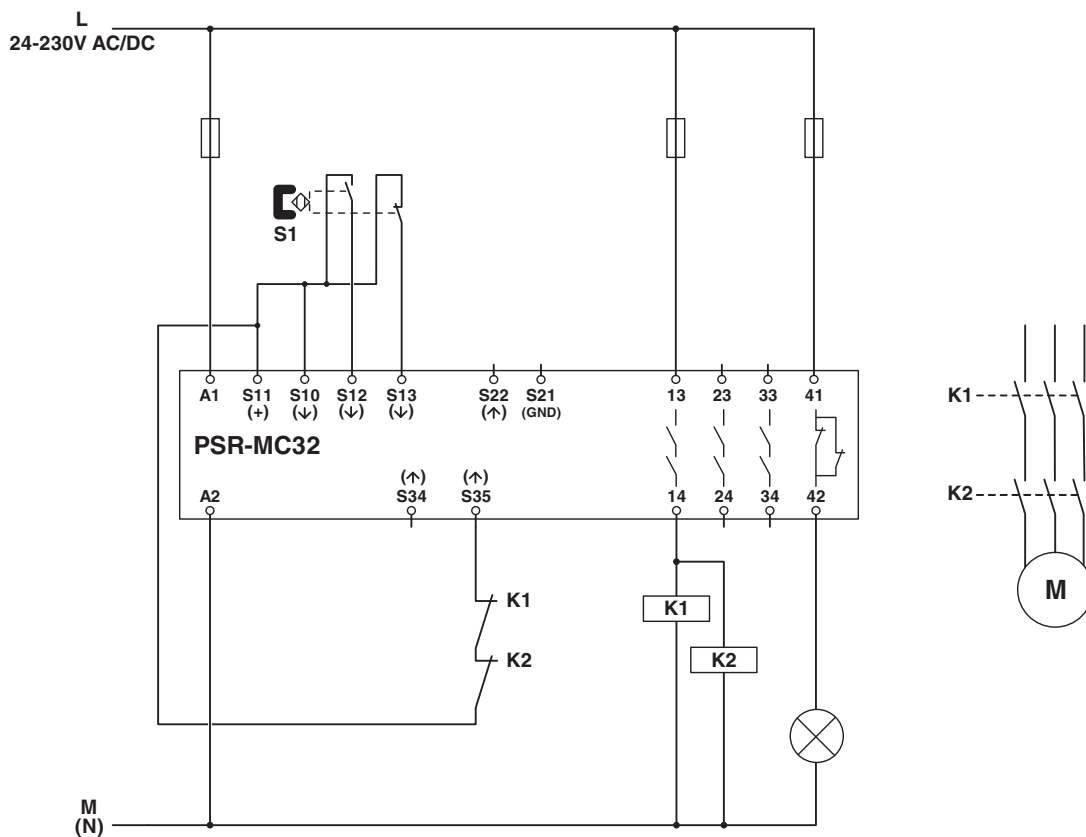 L
24-230V AC/DC
S1
A1 S11 S10 S12 S13 S22 S21 13 23 33 41
(+) (↓) (↓) (↓) (↑) (GND)
PSR-MC32
(↑) (↑)
A2 S34 S35 14 24 34 42
K1
K2
K1
K2
K1
K2
M
M
(N)